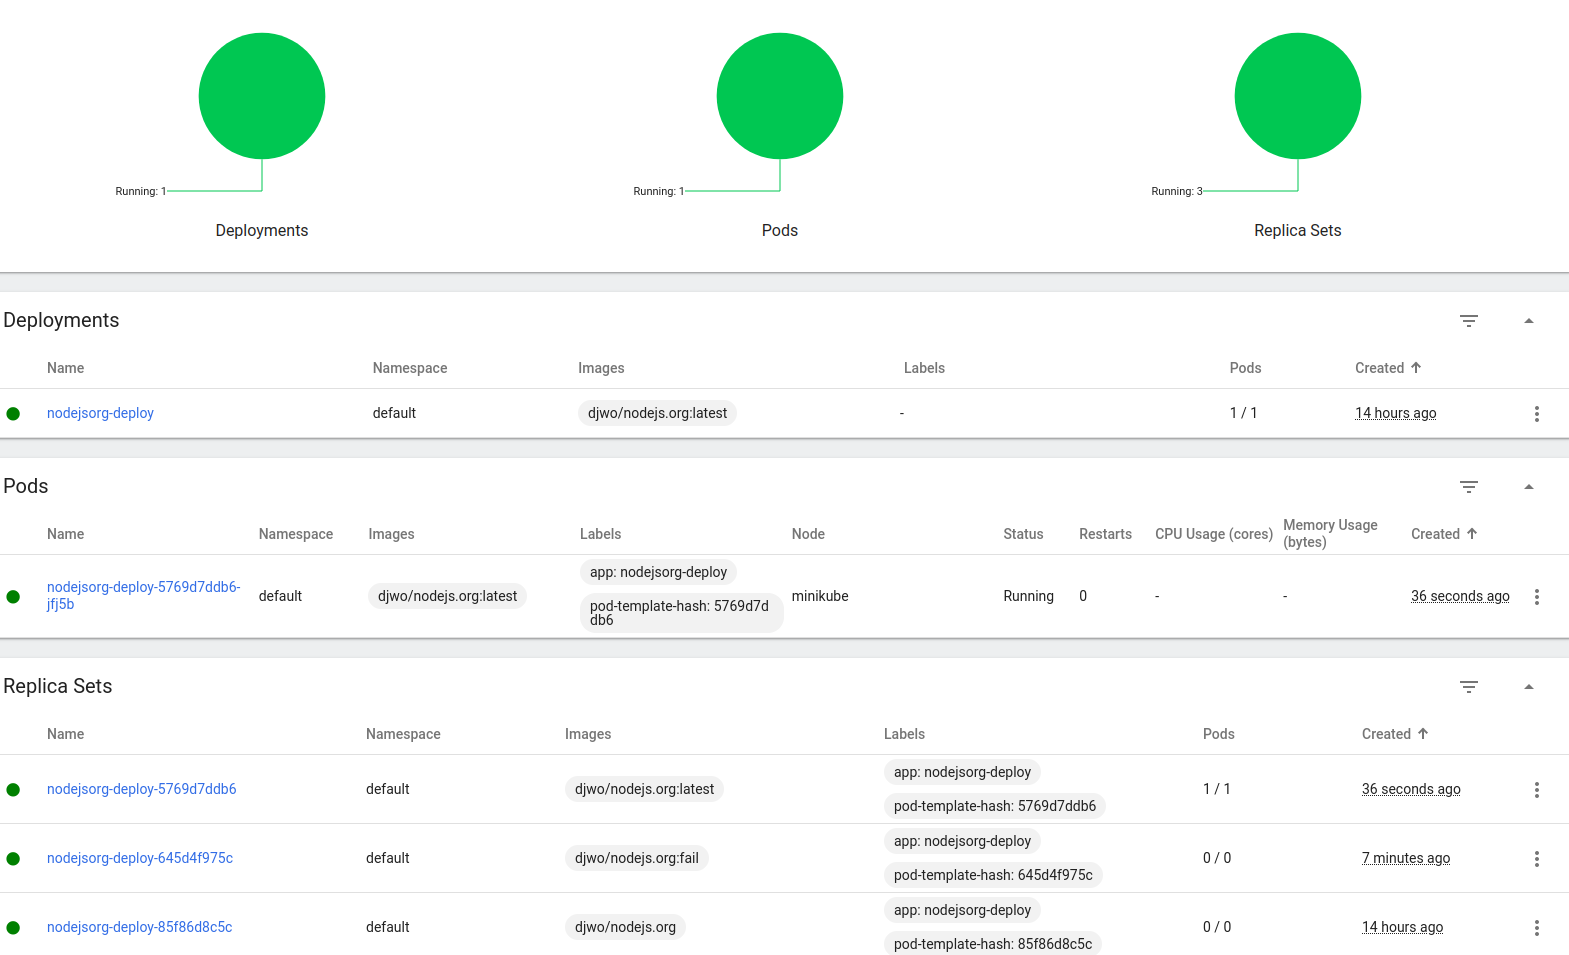 Running: 1
Running: 1
Running: 3
Deployments
Pods
Replica Sets
Deployments
Name Namespace Images Labels Pods Created
nodejsorg-deploy default djwo/nodejs.org:latest - 1 / 1 14 hours ago
Pods
Name Namespace Images Labels Node Status Restarts CPU Usage (cores) Memory Usage
(bytes) Created
app: nodejsorg-deploy
nodejsorg-deploy-5769d7ddb6-
jfj5b default djwo/nodejs.org:latest pod-template-hash: 5769d7d
db6 minikube Running 0 - - 36 seconds ago
Replica Sets
Name Namespace Images Labels Pods Created
nodejsorg-deploy-5769d7ddb6 default djwo/nodejs.org:latest app: nodejsorg-deploy
pod-template-hash: 5769d7ddb6 1 / 1 36 seconds ago
nodejsorg-deploy-645d4f975c default djwo/nodejs.org:fail app: nodejsorg-deploy
pod-template-hash: 645d4f975c 0 / 0 7 minutes ago
nodejsorg-deploy-85f86d8c5c default djwo/nodejs.org app: nodejsorg-deploy
pod-template-hash: 85f86d8c5c 0 / 0 14 hours ago